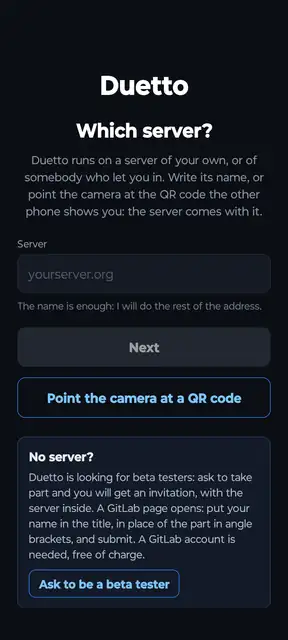 Duetto
Which server?
Duetto runs on a server of your own, or of
somebody who let you in. Write its name, or
point the camera at the QR code the other
phone shows you: the server comes with it.
Server
yourserver.org
The name is enough: I will do the rest of the address.
Next
Point the camera at a QR code
No server?
Duetto is looking for beta testers: ask to take
part and you will get an invitation, with the
server inside. A GitLab page opens: put your
name in the title, in place of the part in angle
brackets, and submit. A GitLab account is
needed, free of charge.
Ask to be a beta tester